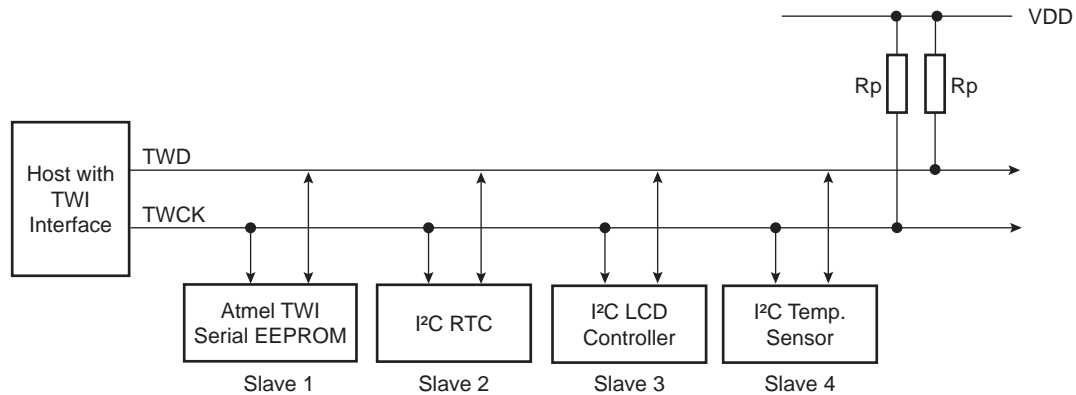 VDD
Rp
Rp
Host with
TWI
Interface
TWD
TWCK
Atmel TWI
Serial EEPROM
Slave 1
I²C RTC
Slave 2
I²C LCD
Controller
Slave 3
I²C Temp.
Sensor
Slave 4